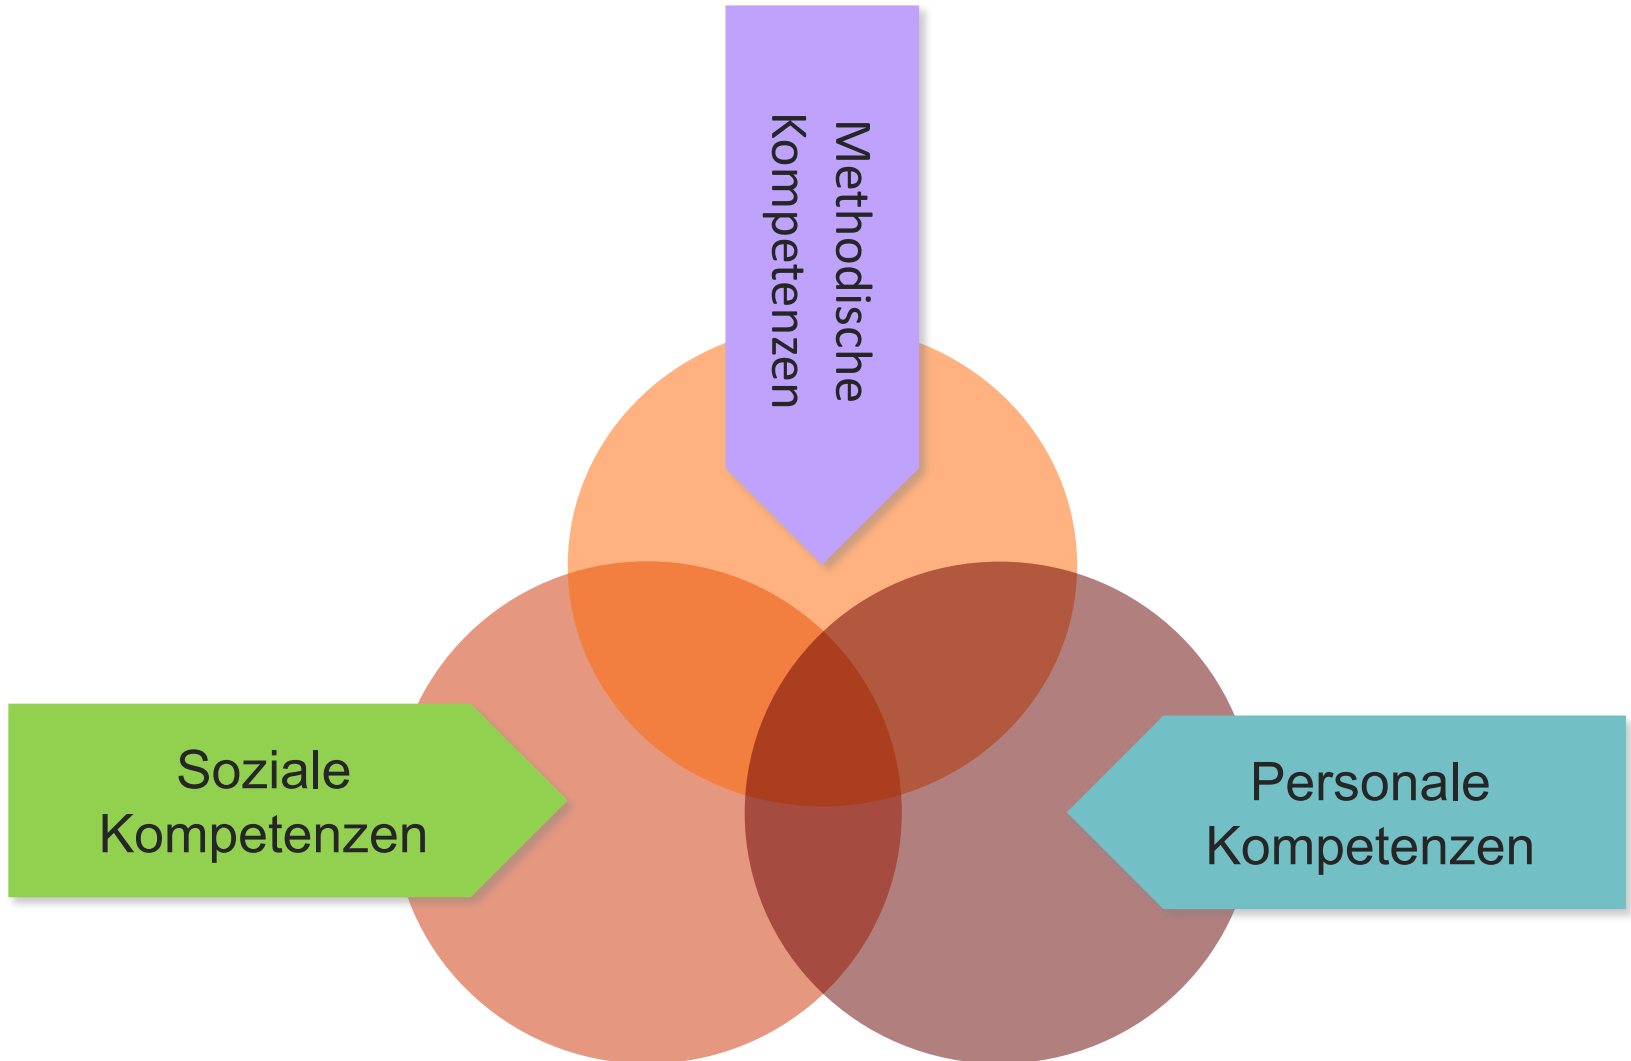 Methodische
Kompetenzen
Soziale
Kompetenzen
Personale
Kompetenzen